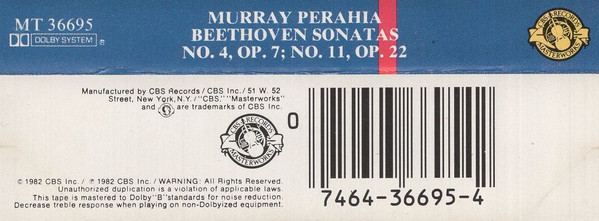 MT 36695
DOLBY SYSTEM ®
MURRAY PERAHIA
BEETHOVEN SONATAS
NO. 4, OP. 7; NO. 11, OP. 22
CBS RECORDS
MASTERWORKS
Manufactured by CBS Records / CBS Inc. / 51 W. 52
Street, New York, N.Y. / "CBS," "Masterworks"
and are trademarks of CBS Inc.
CBS RECORDS
MASTERWORKS
0
7464-36695-4
© 1982 CBS Inc. / ℗ 1982 CBS Inc. / WARNING: All Rights Reserved.
Unauthorized duplication is a violation of applicable laws.
This tape is mastered to Dolby "B" standards for noise reduction.
Decrease treble response when playing on non-Dolbyized equipment.